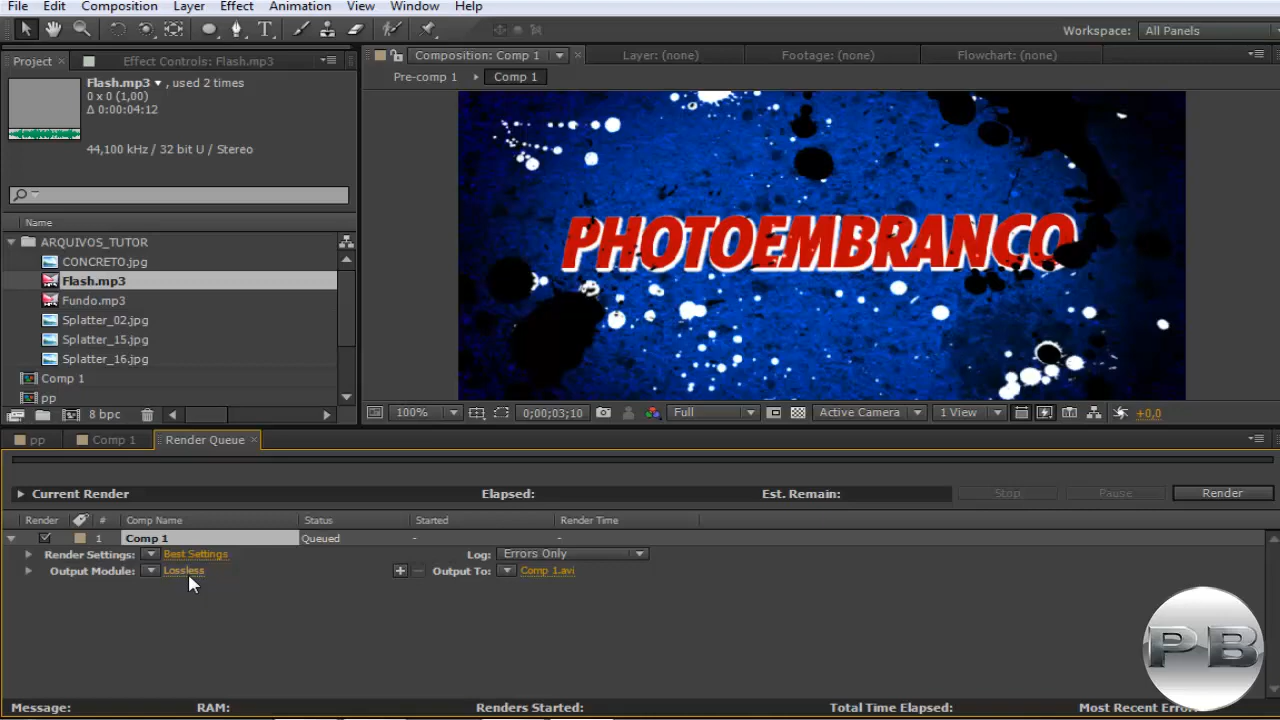 File Edit Composition Layer Effect Animation View Window Help
Workspace: All Panels
Project Effect Controls: Flash.mp3
Composition: Comp 1 Layer: (none) Footage: (none) Flowchart: (none)
Pre-comp 1 Comp 1
Flash.mp3 , used 2 times
0 x 0 (1,00)
Δ 0:00:04:12
44,100 kHz / 32 bit U / Stereo
Name
ARQUIVOS_TUTOR
CONCRETO.jpg
Flash.mp3
Fundo.mp3
Splatter_02.jpg
Splatter_15.jpg
Splatter_16.jpg
Comp 1
pp
8 bpc
PHOTOEMBRANCO
100% 0;00;03;10 Full Active Camera 1 View +0,0
pp Comp 1 Render Queue
Current Render Elapsed: Est. Remain: Stop Pause Render
Render # Comp Name Status Started Render Time
1 Comp 1 Queued - -
Render Settings: Best Settings Log: Errors Only
Output Module: Lossless + Output To: Comp 1.avi
PB
Message: RAM: Renders Started: Total Time Elapsed: Most Recent